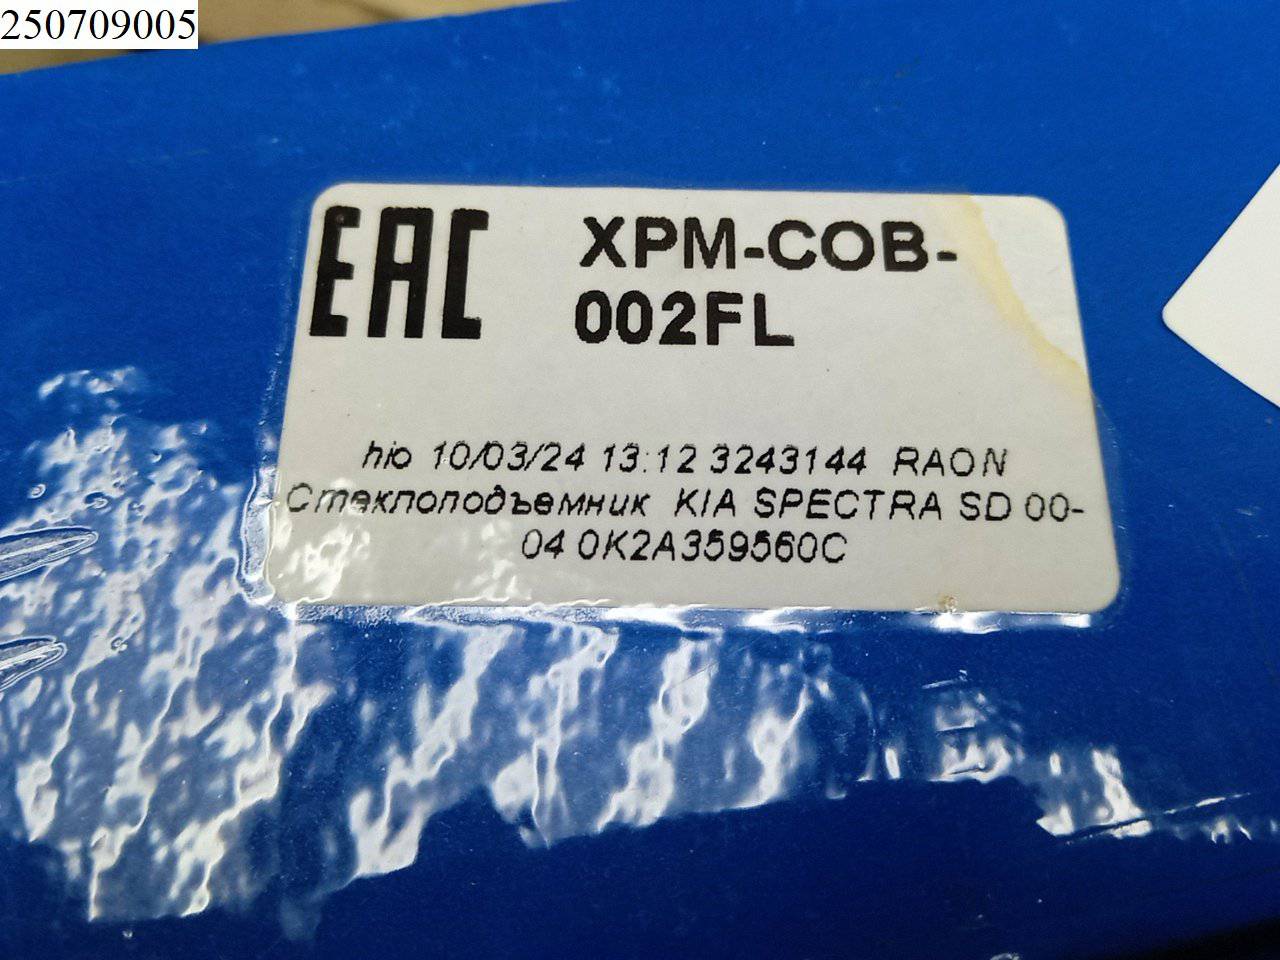 250709005
EAC
XPM-COB-
002FL
hio 10/03/24 13:12 3243144 RAON
Стеклоподъемник KIA SPECTRA SD 00-
04 0K2A359560C